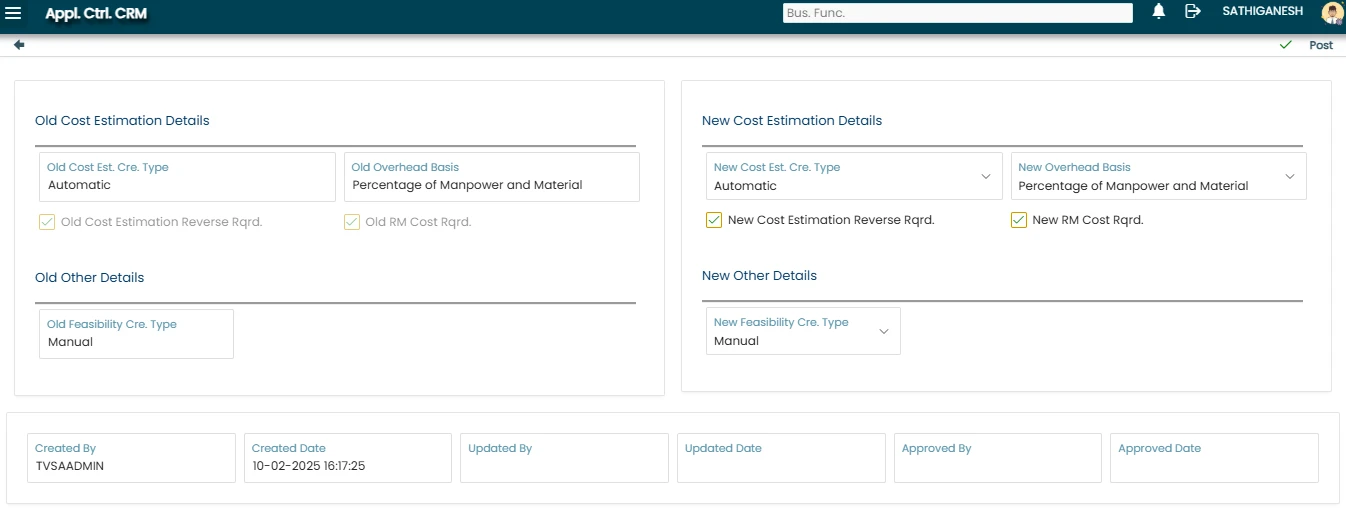 Appl. Ctrl. CRM
Bus. Func.
SATHIGANESH
Post
Old Cost Estimation Details
Old Cost Est. Cre. Type
Automatic
Old Overhead Basis
Percentage of Manpower and Material
Old Cost Estimation Reverse Rqrd.
Old RM Cost Rqrd.
Old Other Details
Old Feasibility Cre. Type
Manual
New Cost Estimation Details
New Cost Est. Cre. Type
Automatic
New Overhead Basis
Percentage of Manpower and Material
New Cost Estimation Reverse Rqrd.
New RM Cost Rqrd.
New Other Details
New Feasibility Cre. Type
Manual
Created By
TVSAADMIN
Created Date
10-02-2025 16:17:25
Updated By
Updated Date
Approved By
Approved Date